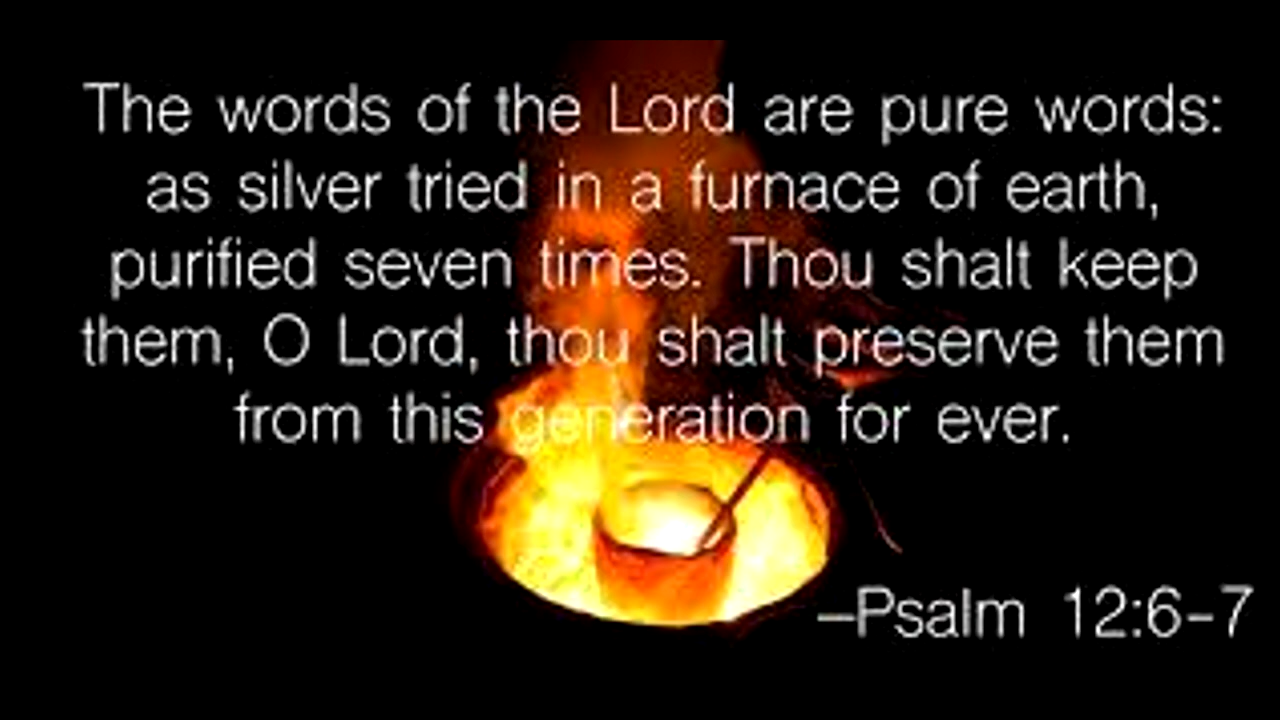 The words of the Lord are pure words:
as silver tried in a furnace of earth,
purified seven times. Thou shalt keep
them, O Lord, thou shalt preserve them
from this generation for ever.
–Psalm 12:6–7